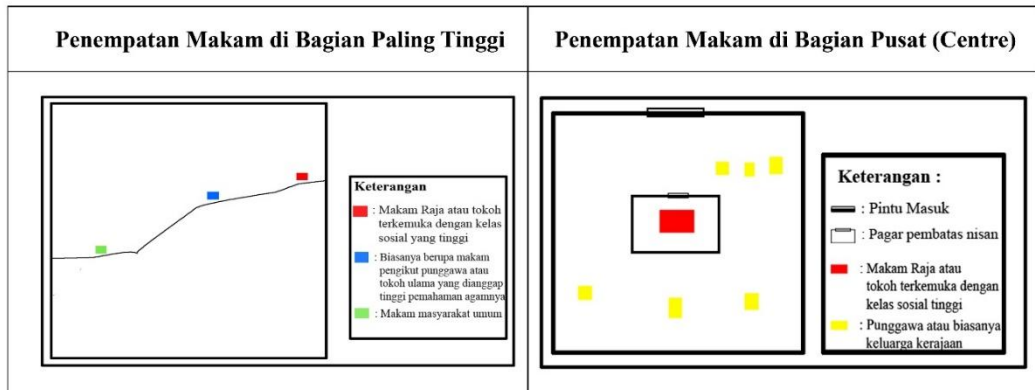 Penempatan Makam di Bagian Paling Tinggi
Keterangan
: Makam Raja atau tokoh
terkemuka dengan kelas
sosial yang tinggi
: Biasanya berupa makam
pengikut punggawa atau
tokoh ulama yang dianggap
tinggi pemahaman agamnya
: Makam masyarakat umum
Penempatan Makam di Bagian Pusat (Centre)
Keterangan :
: Pintu Masuk
: Pagar pembatas nisan
: Makam Raja atau
tokoh terkemuka dengan
kelas sosial tinggi
: Punggawa atau biasanya
keluarga kerajaan